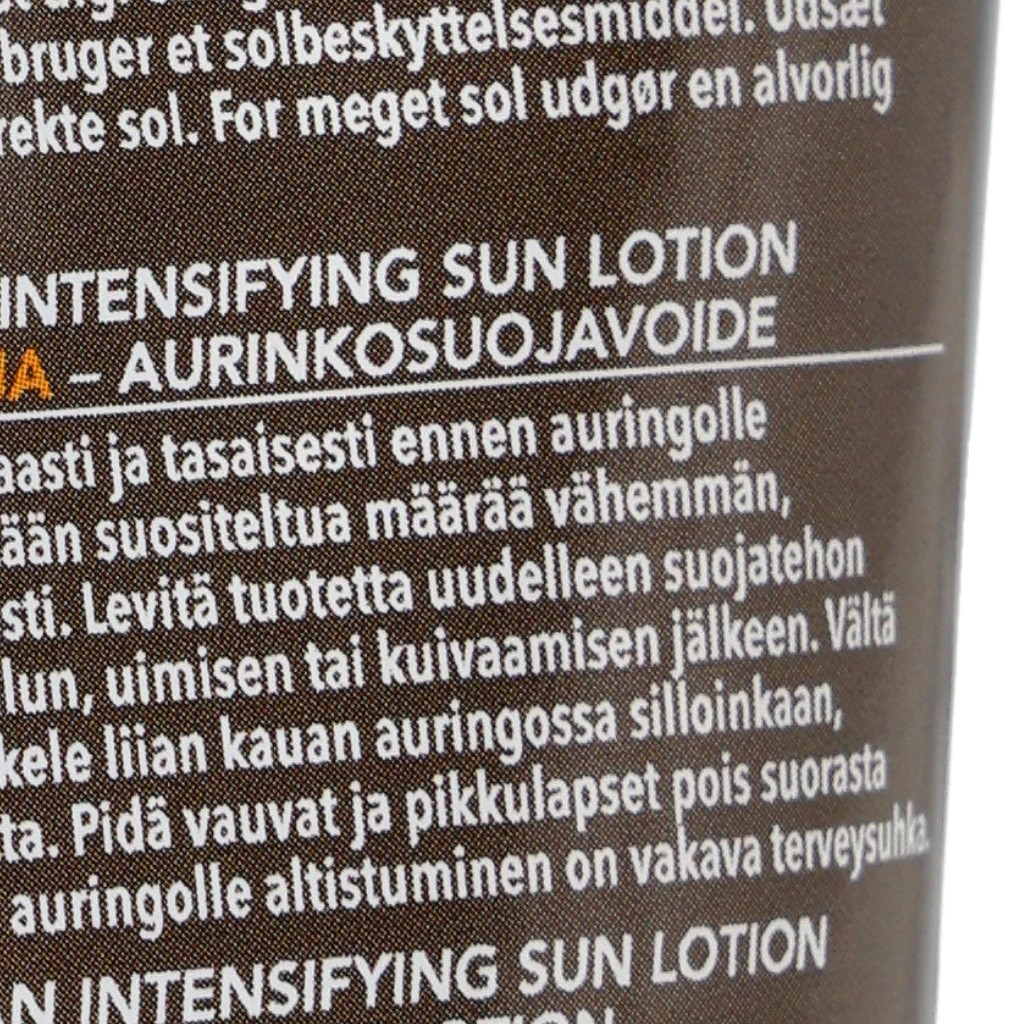 bruger et solbeskyttelsesmiddel. Udsæt
rekte sol. For meget sol udgør en alvorlig
INTENSIFYING SUN LOTION
– AURINKOSUOJAVOIDE
aasti ja tasaisesti ennen auringolle
ään suositeltua määrää vähemmän,
sti. Levitä tuotetta uudelleen suojatehon
lun, uimisen tai kuivaamisen jälkeen. Vältä
kele liian kauan auringossa silloinkaan,
ta. Pidä vauvat ja pikkulapset pois suorasta
auringolle altistuminen on vakava terveysuhka.
N INTENSIFYING SUN LOTION